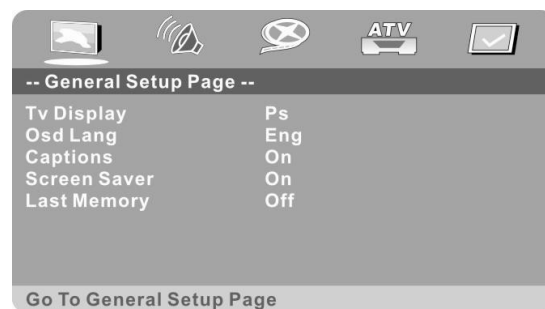 ATV
-- General Setup Page --
Tv Display Ps
Osd Lang Eng
Captions On
Screen Saver On
Last Memory Off
Go To General Setup Page